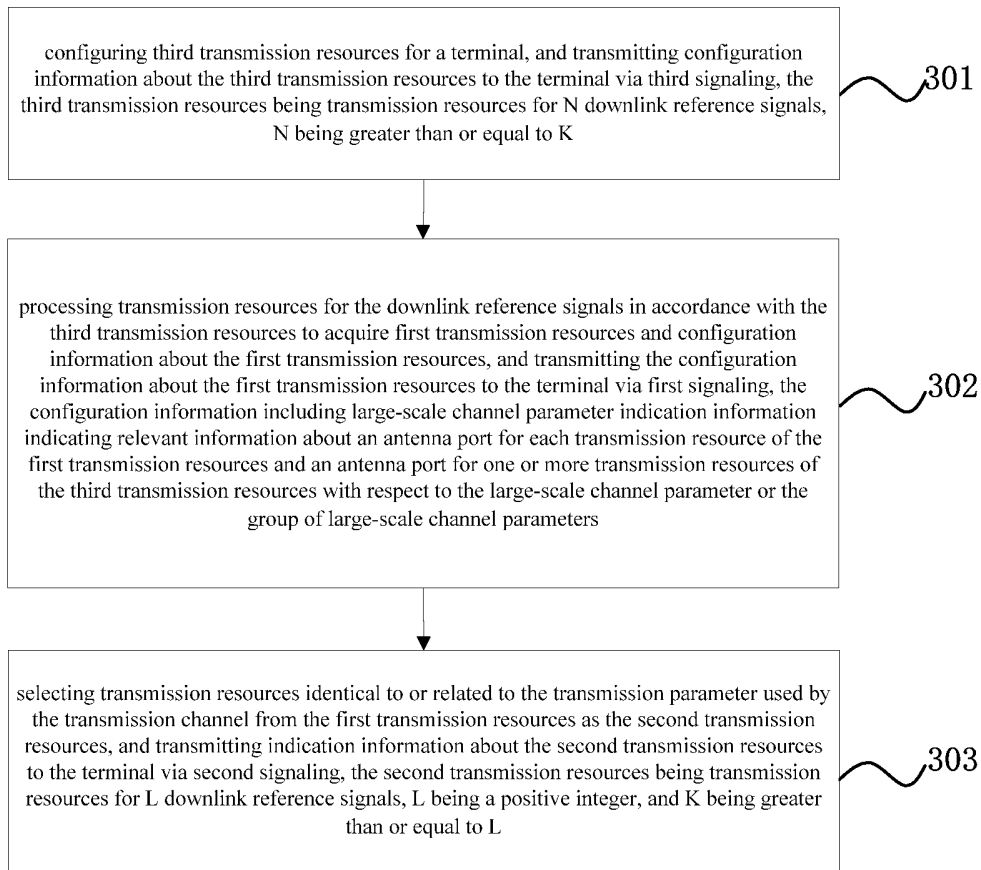 configuring third transmission resources for a terminal, and transmitting configuration
information about the third transmission resources to the terminal via third signaling, the
third transmission resources being transmission resources for N downlink reference signals,
N being greater than or equal to K
301
processing transmission resources for the downlink reference signals in accordance with the
third transmission resources to acquire first transmission resources and configuration
information about the first transmission resources, and transmitting the configuration
information about the first transmission resources to the terminal via first signaling, the
configuration information including large-scale channel parameter indication information
indicating relevant information about an antenna port for each transmission resource of the
first transmission resources and an antenna port for one or more transmission resources of
the third transmission resources with respect to the large-scale channel parameter or the
group of large-scale channel parameters
302
selecting transmission resources identical to or related to the transmission parameter used by
the transmission channel from the first transmission resources as the second transmission
resources, and transmitting indication information about the second transmission resources
to the terminal via second signaling, the second transmission resources being transmission
resources for L downlink reference signals, L being a positive integer, and K being greater
than or equal to L
303